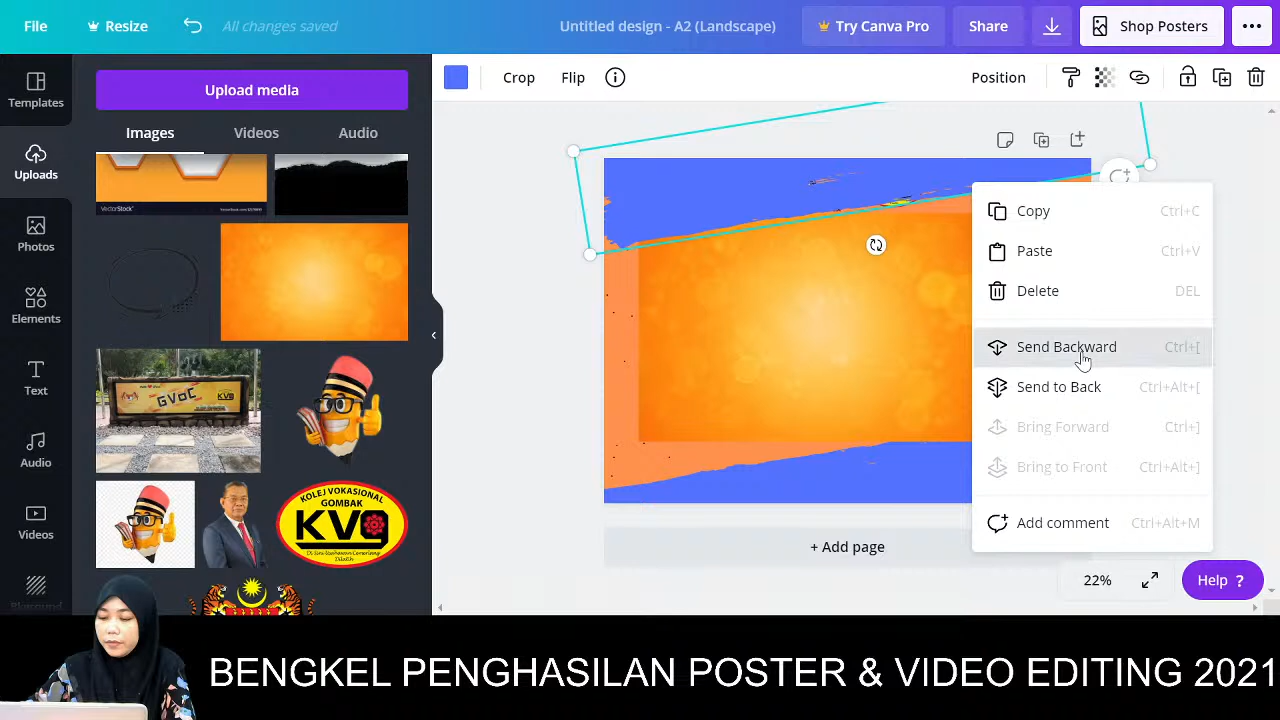 File
Resize
All changes saved
Untitled design - A2 (Landscape)
Try Canva Pro
Share
Shop Posters
Templates
Uploads
Photos
Elements
Text
Audio
Videos
Upload media
Images
Videos
Audio
VectorStock
GVOC
KVG
KOLEJ VOKASIONAL
GOMBAK
KVG
Crop
Flip
Position
Copy Ctrl+C
Paste Ctrl+V
Delete DEL
Send Backward Ctrl+[
Send to Back Ctrl+Alt+[
Bring Forward Ctrl+]
Bring to Front Ctrl+Alt+]
Add comment Ctrl+Alt+M
+ Add page
22%
Help ?
BENGKEL PENGHASILAN POSTER & VIDEO EDITING 2021